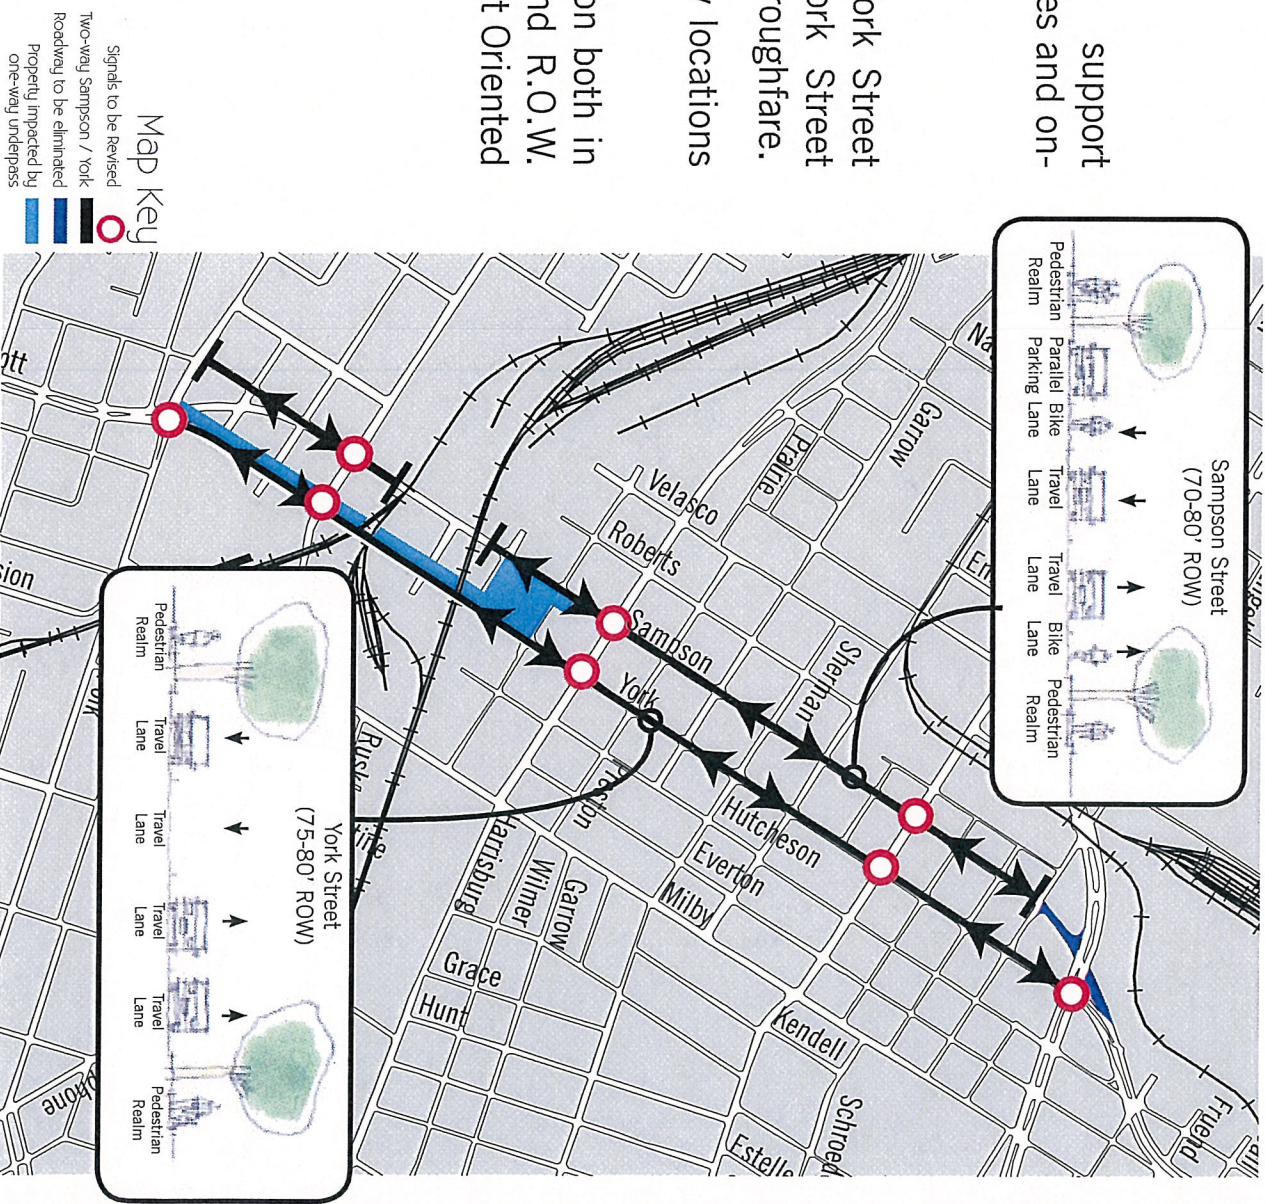 support
es and on-
ork Street
ork Street
roughfare.
locations
on both in
nd R.O.W.
t Oriented
Map Key
Signals to be Revised
Two-way Sampson / York
Roadway to be eliminated
Property impacted by
one-way underpass
Sampson Street
(70-80' ROW)
Pedestrian
Realm
Parallel
Parking
Bike
Lane
Travel
Lane
Travel
Lane
Bike
Lane
Pedestrian
Realm
York Street
(75-80' ROW)
Pedestrian
Realm
Travel
Lane
Travel
Lane
Travel
Lane
Travel
Lane
Pedestrian
Realm
Garrow
Prairie
Velasco
Roberts
Sampson
Sherman
York
Hutcheson
Everton
Milby
Harrisburg
Wilmer
Garrow
Grace
Hunt
Kendell
Schroed
Estelle
Fruehd
Rusk